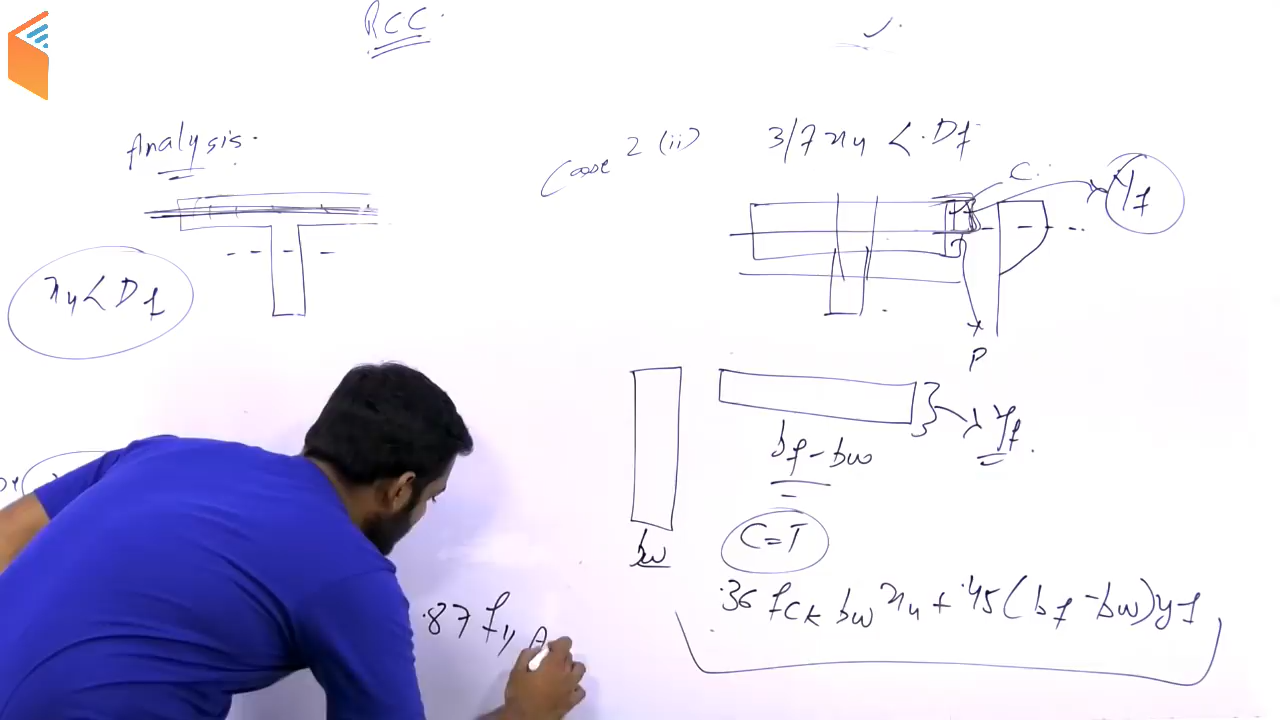 RCC
Analysis.
Case 2 (ii) 3/7 xu < Df
C
yf
xu < Df
P
yf
bf - bw
C = T
bw
.36 fck bw xu + .45 (bf - bw) yf
.87 fy A